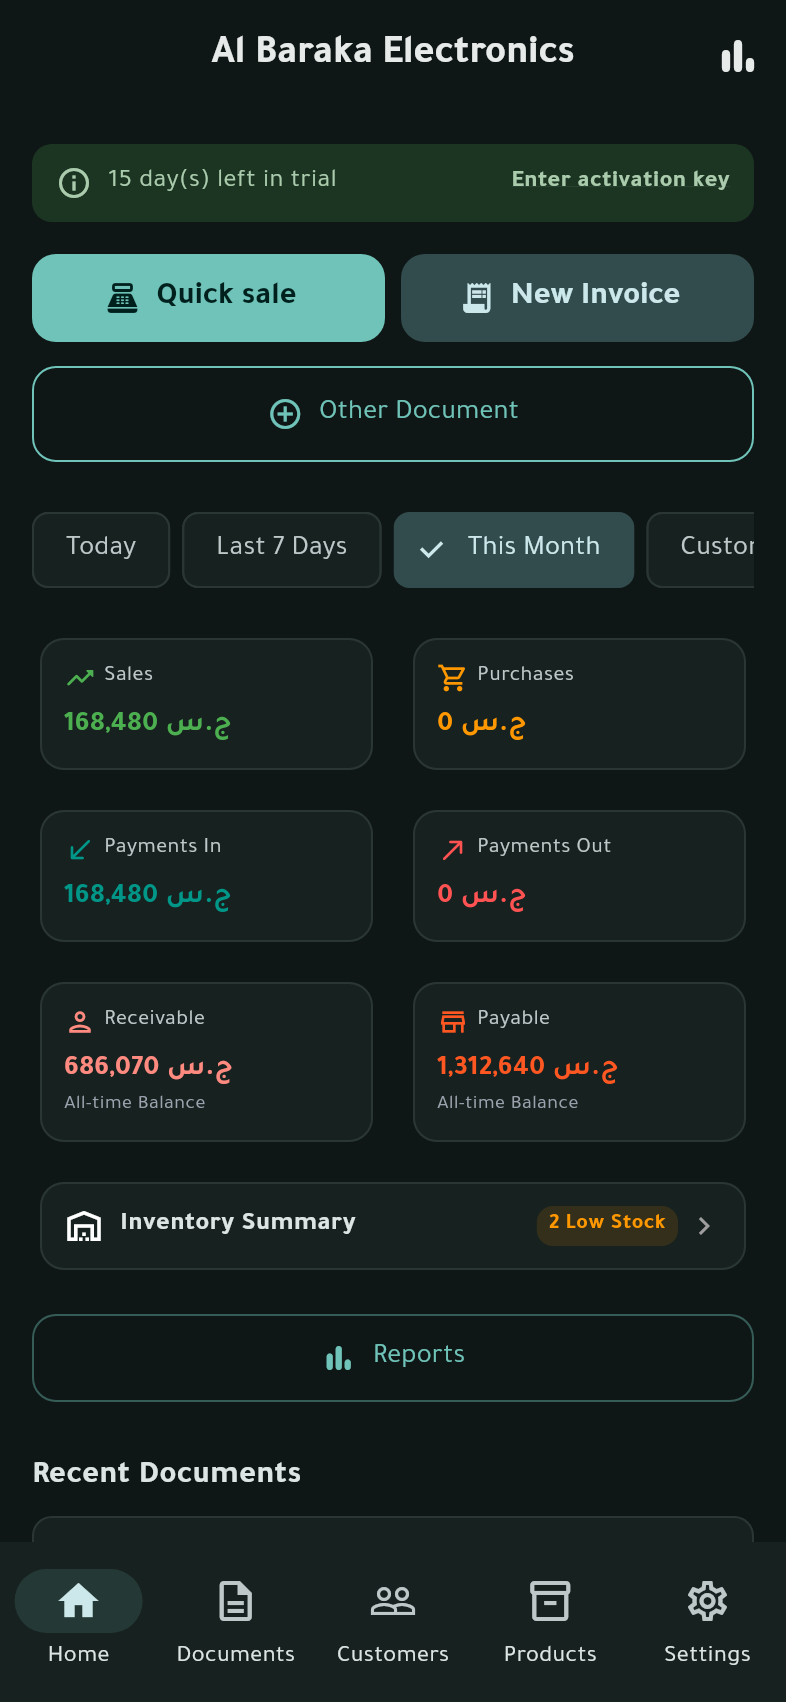 Al Baraka Electronics
15 day(s) left in trial
Enter activation key
Quick sale
New Invoice
Other Document
Today
Last 7 Days
This Month
Custo
Sales
168,480 ج.س
Purchases
0 ج.س
Payments In
168,480 ج.س
Payments Out
0 ج.س
Receivable
686,070 ج.س
All-time Balance
Payable
1,312,640 ج.س
All-time Balance
Inventory Summary
2 Low Stock
Reports
Recent Documents
Home
Documents
Customers
Products
Settings